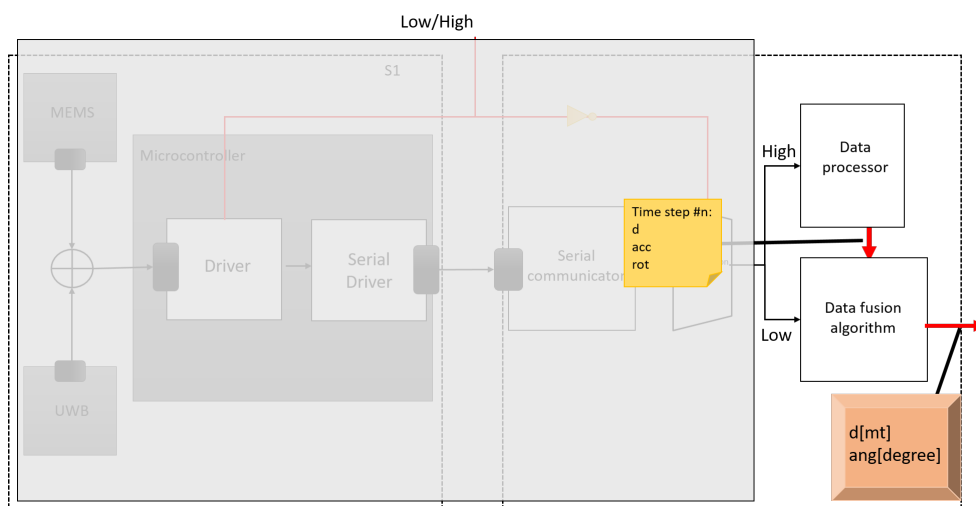 Low/High
S1
MEMS
Microcontroller
High
Data
processor
Time step #n:
d
acc
rot
Driver
Serial
Driver
Serial
communicator
Data fusion
algorithm
Low
UWB
d[mt]
ang[degree]